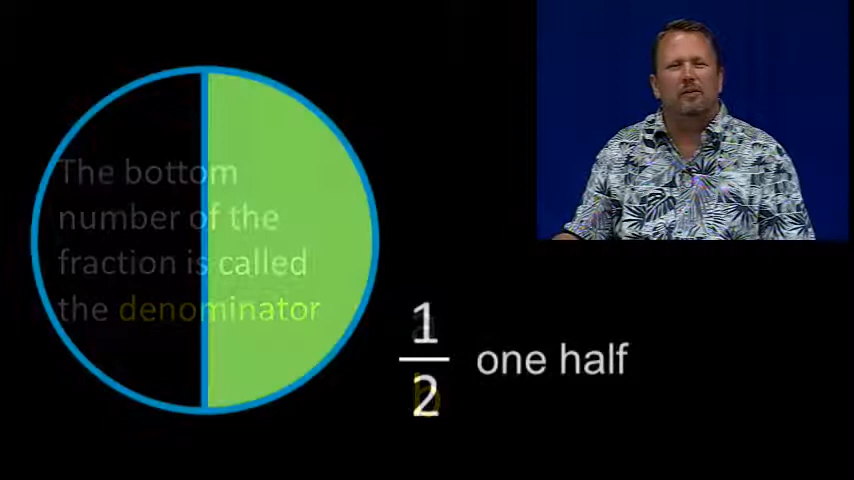 The bottom
number of the
fraction is called
the denominator
1
2
one half
a
b